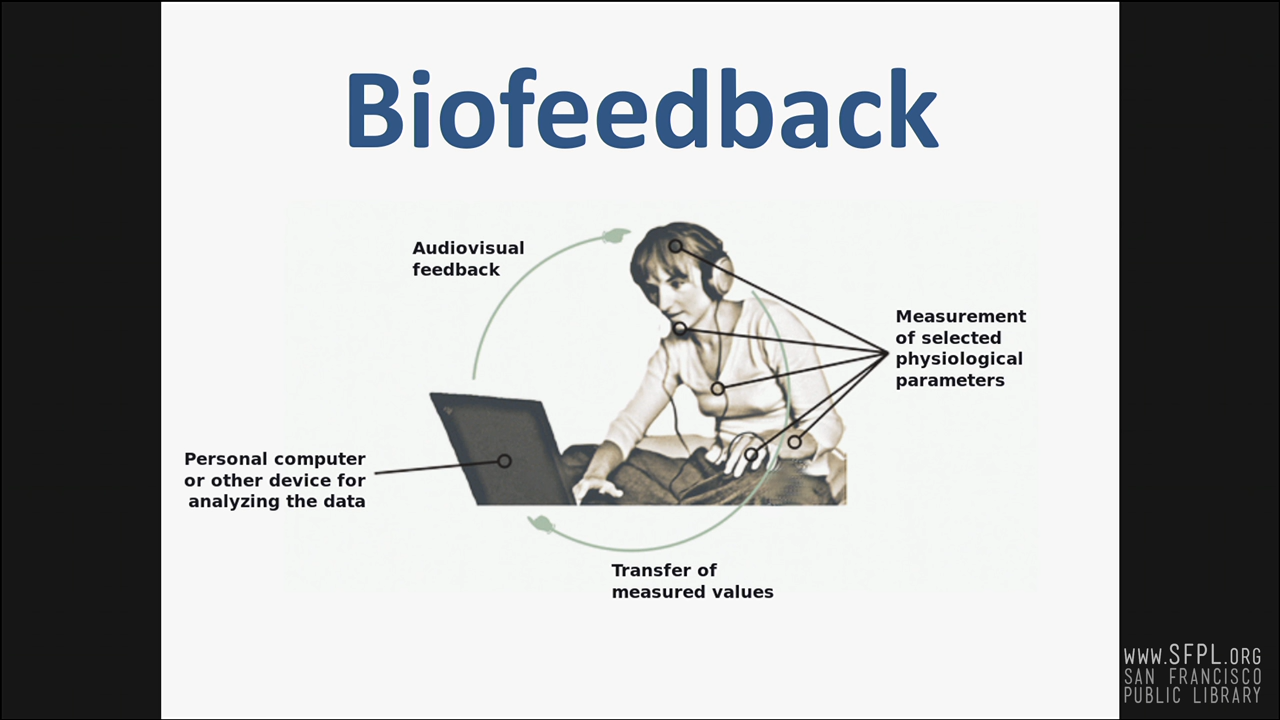 Biofeedback
Audiovisual
feedback
Measurement
of selected
physiological
parameters
Personal computer
or other device for
analyzing the data
Transfer of
measured values
WWW.SFPL.ORG
SAN FRANCISCO
PUBLIC LIBRARY